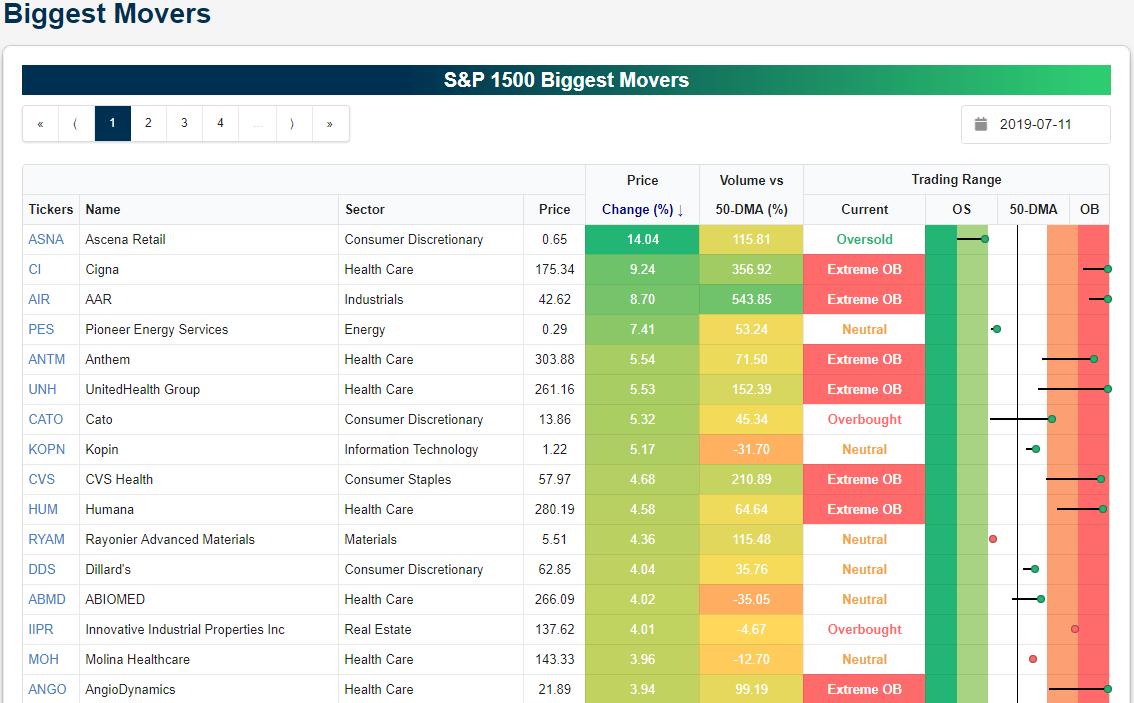 Biggest Movers
S&P 1500 Biggest Movers
« ⟨ 1 2 3 4 ... ⟩ » 2019-07-11
Price Volume vs Trading Range
Tickers Name Sector Price Change (%) ↓ 50-DMA (%) Current OS 50-DMA OB
ASNA Ascena Retail Consumer Discretionary 0.65 14.04 115.81 Oversold
CI Cigna Health Care 175.34 9.24 356.92 Extreme OB
AIR AAR Industrials 42.62 8.70 543.85 Extreme OB
PES Pioneer Energy Services Energy 0.29 7.41 53.24 Neutral
ANTM Anthem Health Care 303.88 5.54 71.50 Extreme OB
UNH UnitedHealth Group Health Care 261.16 5.53 152.39 Extreme OB
CATO Cato Consumer Discretionary 13.86 5.32 45.34 Overbought
KOPN Kopin Information Technology 1.22 5.17 -31.70 Neutral
CVS CVS Health Consumer Staples 57.97 4.68 210.89 Extreme OB
HUM Humana Health Care 280.19 4.58 64.64 Extreme OB
RYAM Rayonier Advanced Materials Materials 5.51 4.36 115.48 Neutral
DDS Dillard's Consumer Discretionary 62.85 4.04 35.76 Neutral
ABMD ABIOMED Health Care 266.09 4.02 -35.05 Neutral
IIPR Innovative Industrial Properties Inc Real Estate 137.62 4.01 -4.67 Overbought
MOH Molina Healthcare Health Care 143.33 3.96 -12.70 Neutral
ANGO AngioDynamics Health Care 21.89 3.94 99.19 Extreme OB